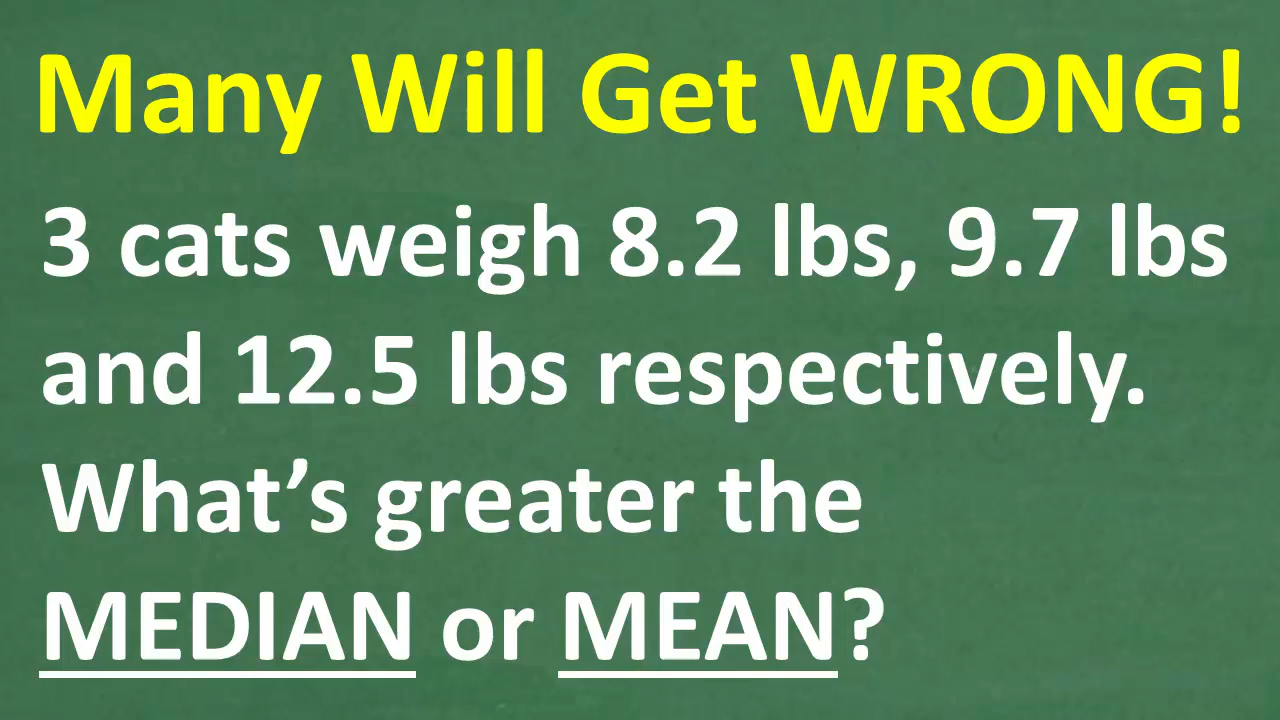 Many Will Get WRONG!
3 cats weigh 8.2 lbs, 9.7 lbs
and 12.5 lbs respectively.
What’s greater the
MEDIAN or MEAN?